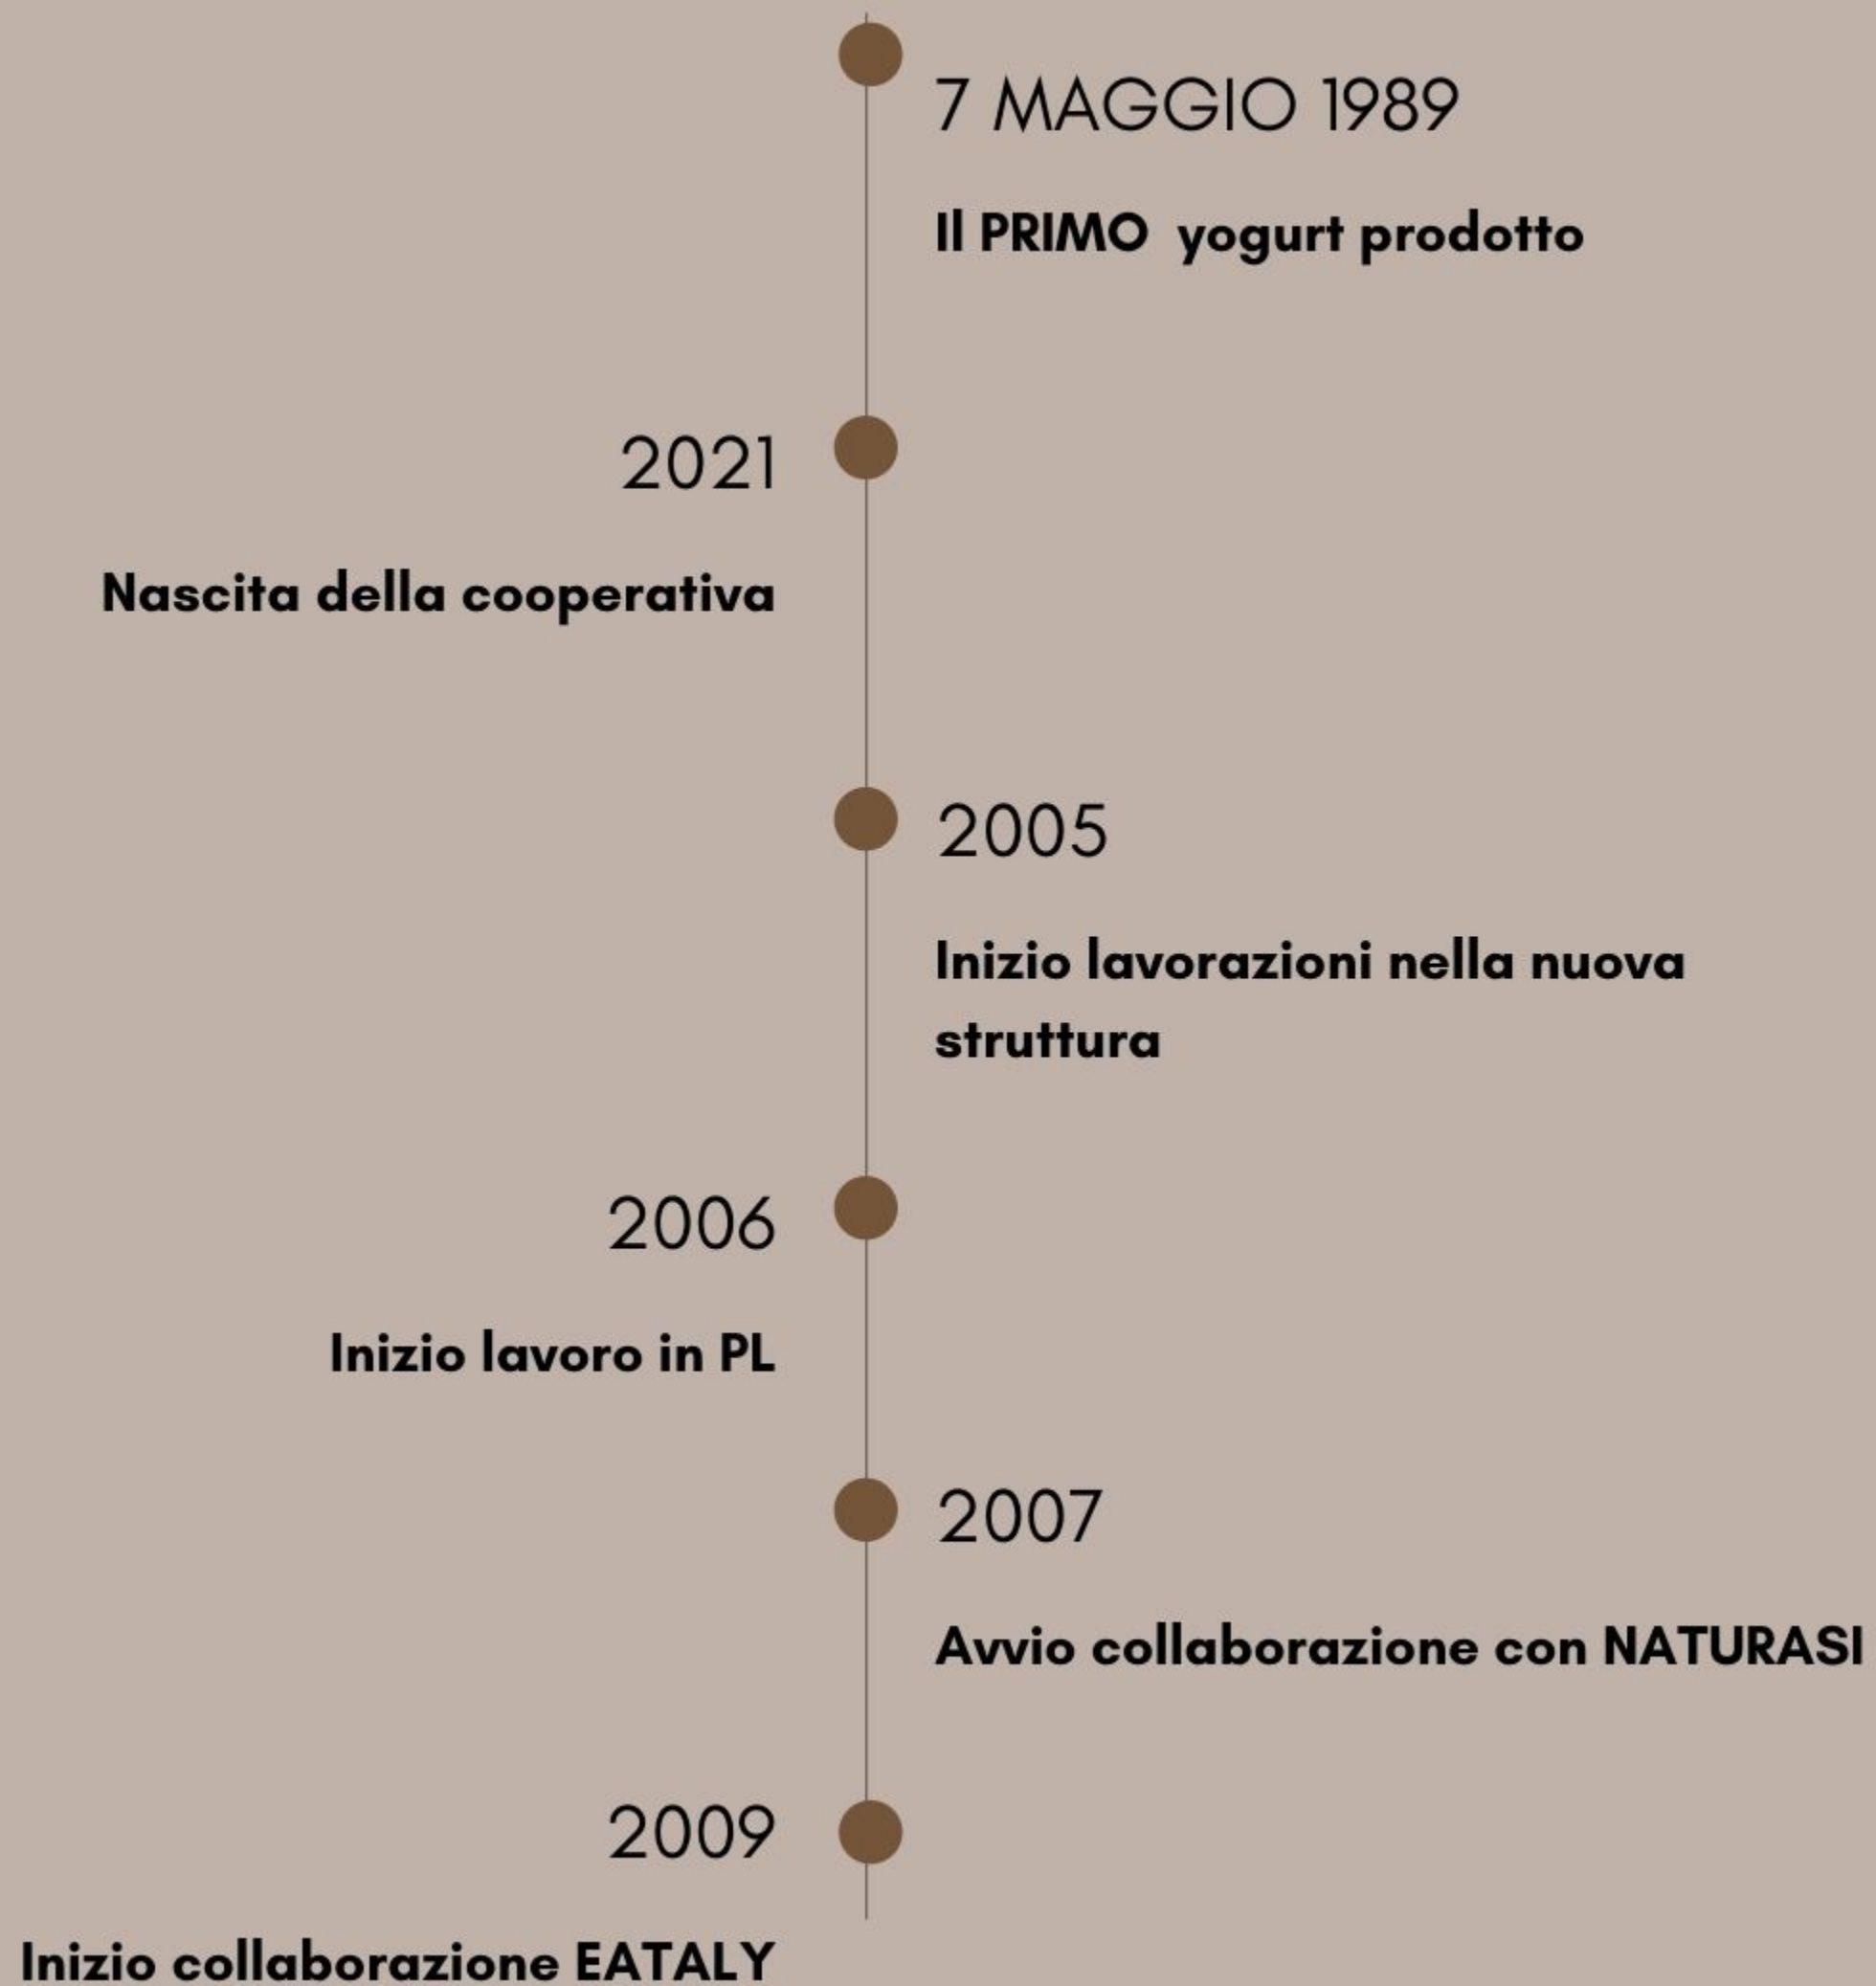 7 MAGGIO 1989
Il PRIMO yogurt prodotto
2021
Nascita della cooperativa
2005
Inizio lavorazioni nella nuova
struttura
2006
Inizio lavoro in PL
2007
Avvio collaborazione con NATURASI
2009
Inizio collaborazione EATALY